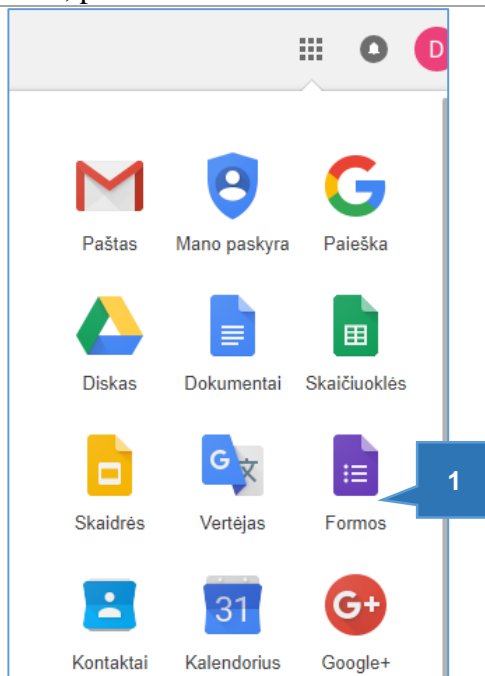 D
Paštas Mano paskyra Paieška
Diskas Dokumentai Skaičiuoklės
G
Skaidrės Vertėjas Formos
1
31 G+
Kontaktai Kalendorius Google+